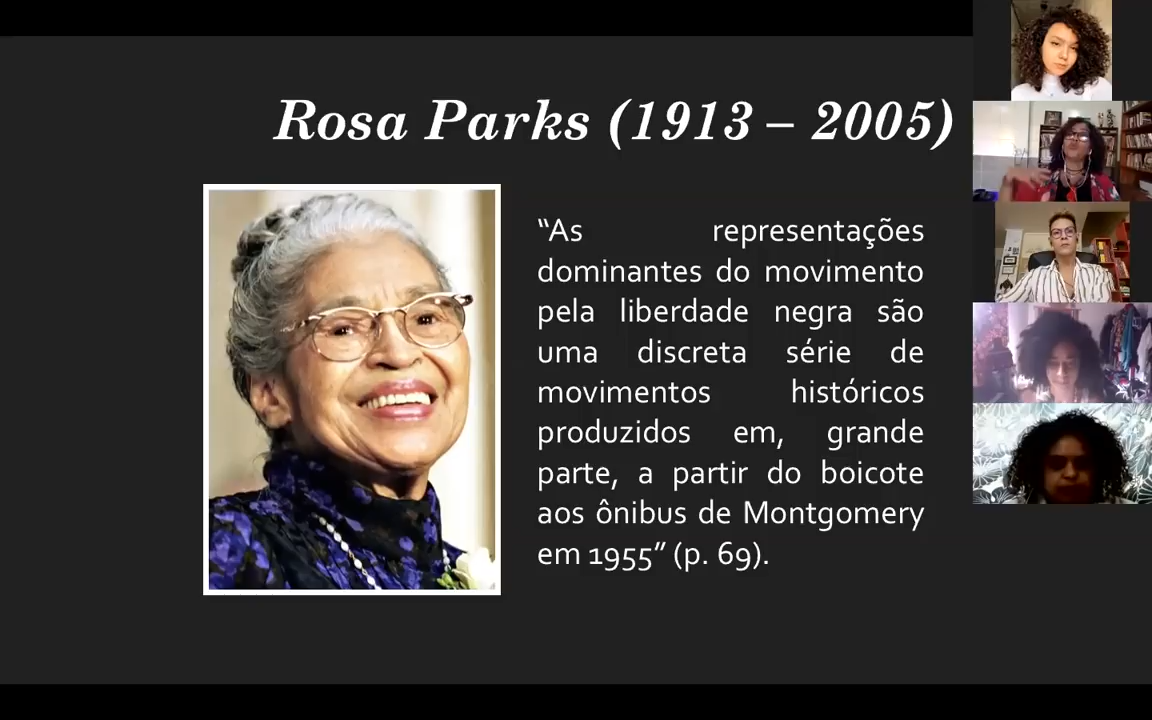 Rosa Parks (1913 – 2005)
“As representações
dominantes do movimento
pela liberdade negra são
uma discreta série de
movimentos históricos
produzidos em, grande
parte, a partir do boicote
aos ônibus de Montgomery
em 1955” (p. 69).